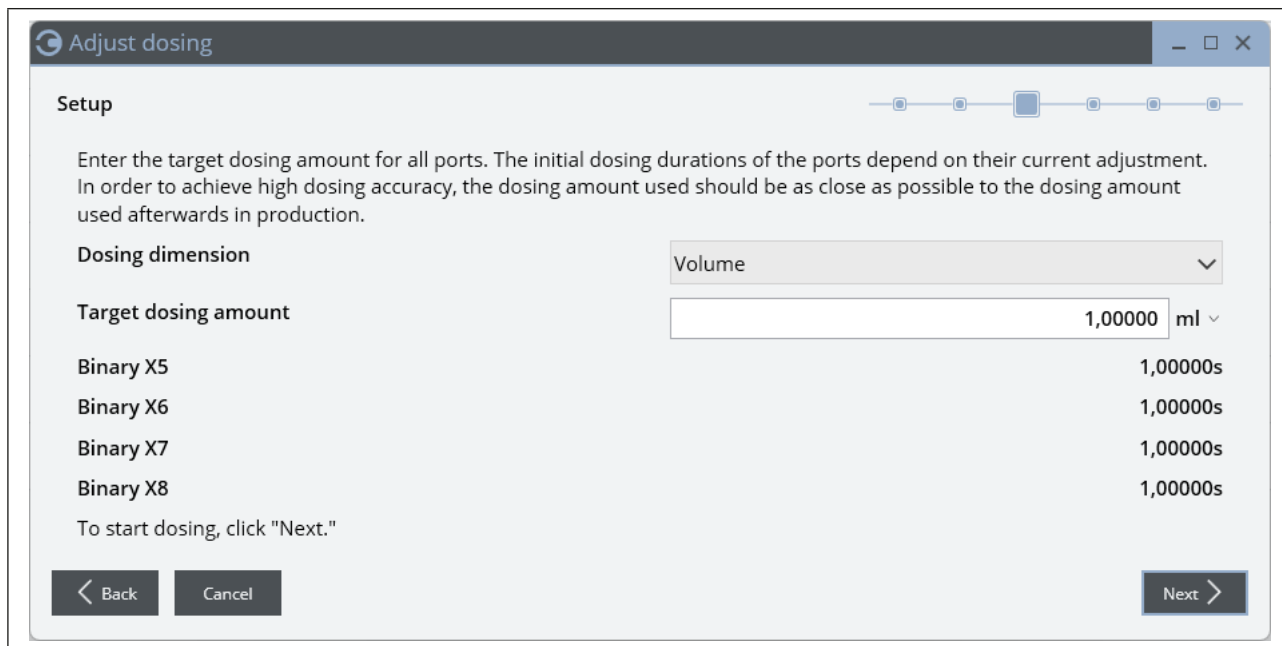 Adjust dosing
Setup
Enter the target dosing amount for all ports. The initial dosing durations of the ports depend on their current adjustment.
In order to achieve high dosing accuracy, the dosing amount used should be as close as possible to the dosing amount
used afterwards in production.
Dosing dimension Volume
Target dosing amount 1,00000 ml
Binary X5 1,00000s
Binary X6 1,00000s
Binary X7 1,00000s
Binary X8 1,00000s
To start dosing, click "Next."
Back Cancel Next